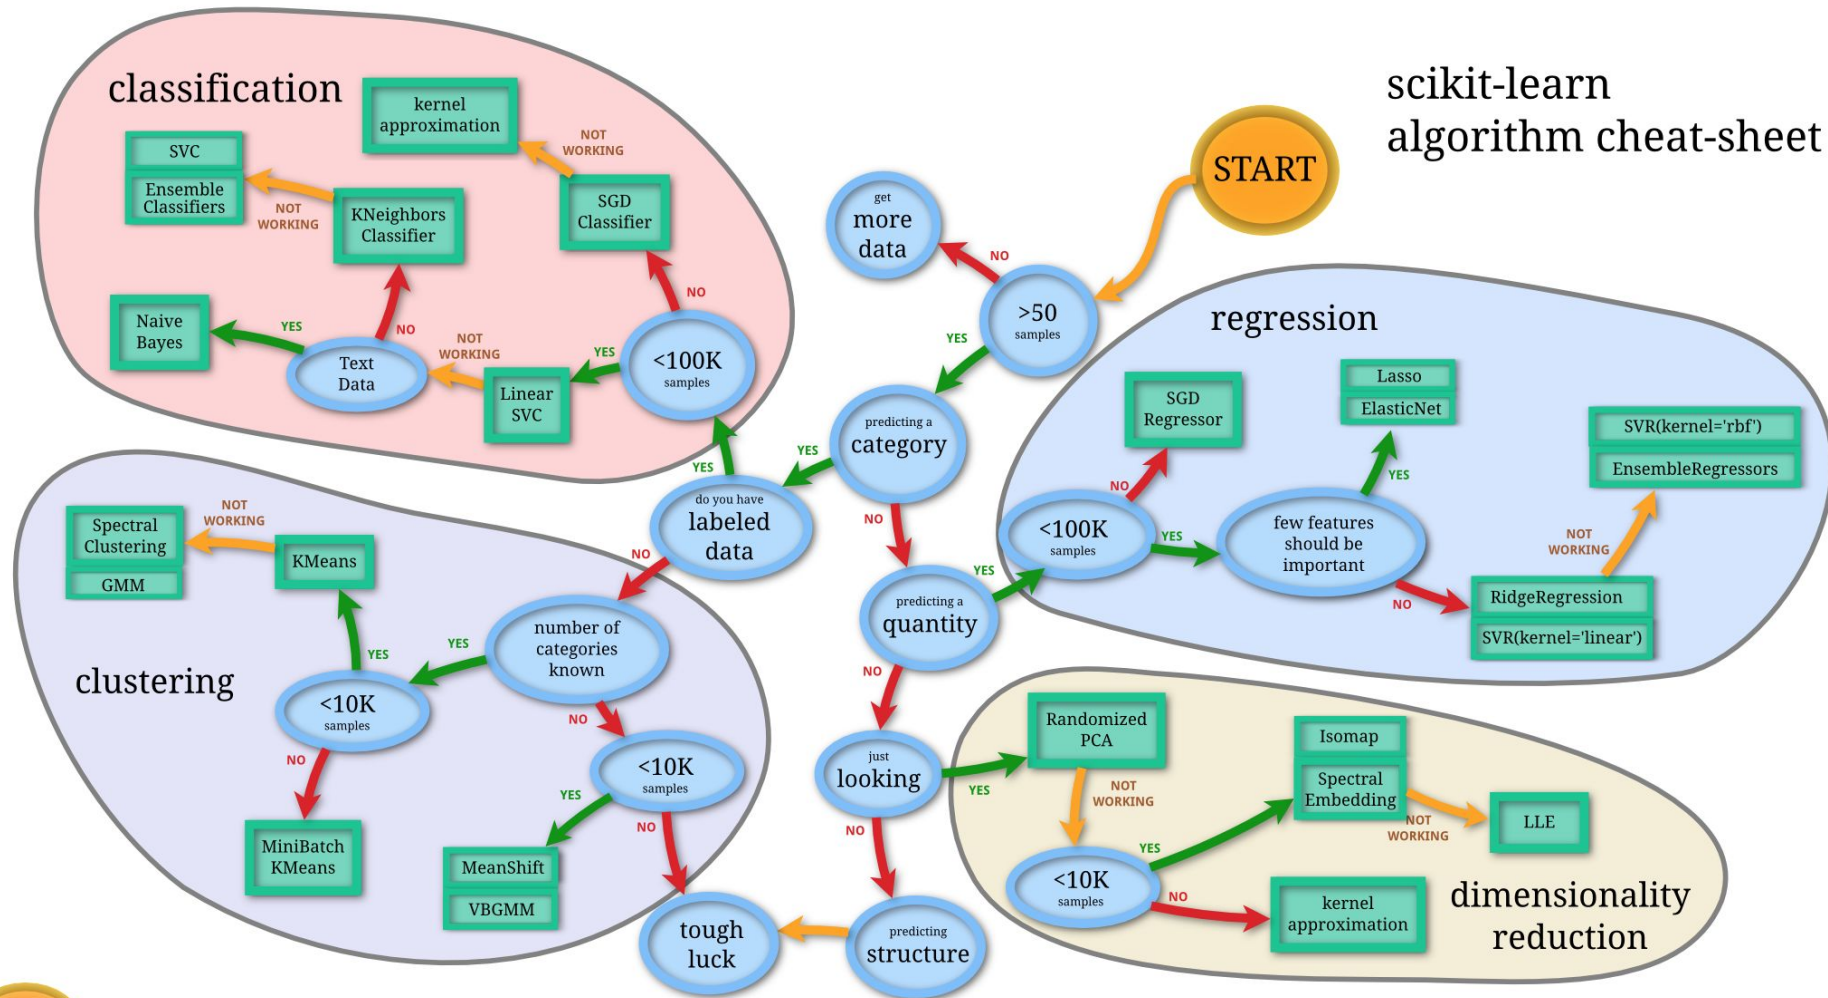 scikit-learn
algorithm cheat-sheet
START
classification
kernel
approximation
NOT
WORKING
SVC
Ensemble
Classifiers
NOT
WORKING
KNeighbors
Classifier
SGD
Classifier
NO
Naive
Bayes
YES
NO
Text
Data
NOT
WORKING
Linear
SVC
YES
<100K
samples
YES
get
more
data
NO
>50
samples
YES
predicting a
category
YES
NO
do you have
labeled
data
NO
predicting a
quantity
YES
NO
just
looking
YES
NO
predicting
structure
tough
luck
regression
SGD
Regressor
NO
<100K
samples
YES
Lasso
ElasticNet
YES
few features
should be
important
NO
SVR(kernel='rbf')
EnsembleRegressors
NOT
WORKING
RidgeRegression
SVR(kernel='linear')
clustering
Spectral
Clustering
GMM
NOT
WORKING
KMeans
YES
number of
categories
known
YES
NO
<10K
samples
NO
MiniBatch
KMeans
<10K
samples
YES
NO
MeanShift
VBGMM
Randomized
PCA
NOT
WORKING
<10K
samples
YES
NO
Isomap
Spectral
Embedding
NOT
WORKING
LLE
kernel
approximation
dimensionality
reduction